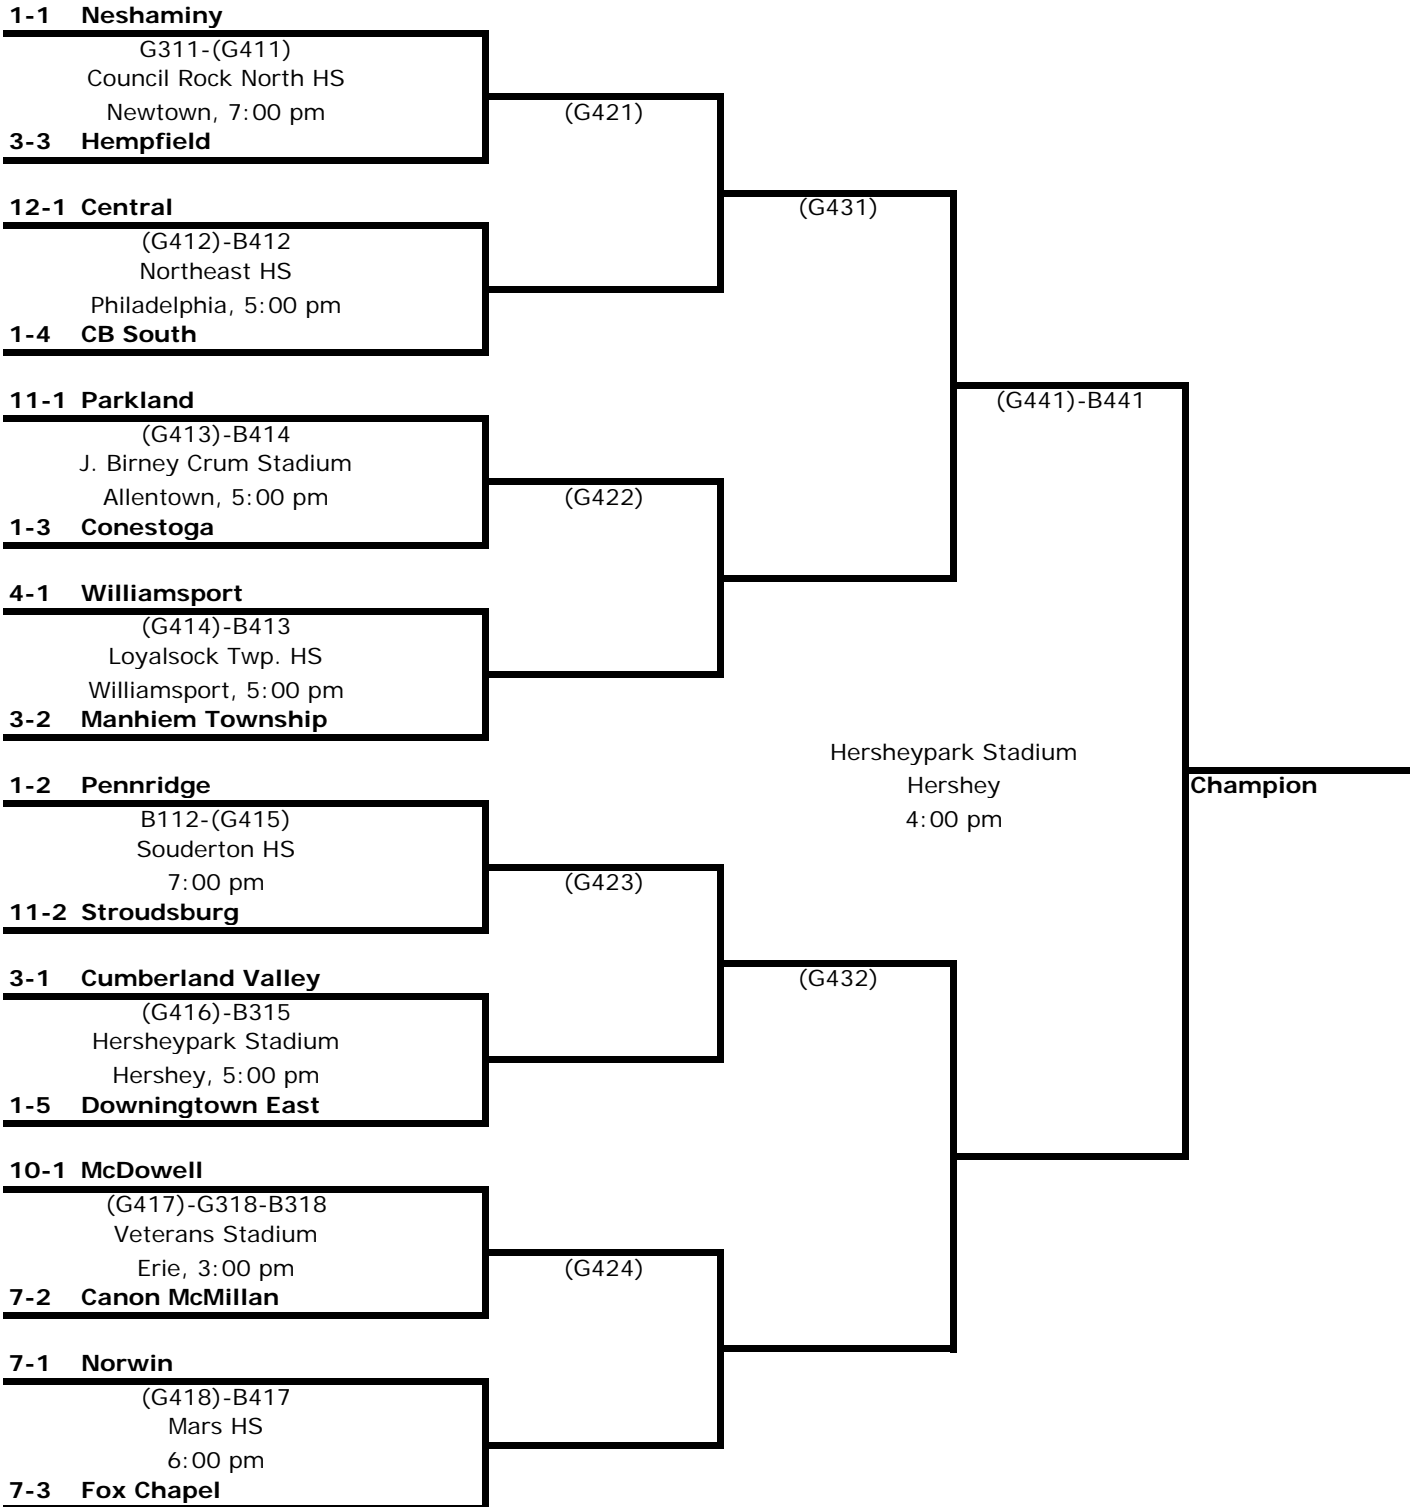 1-1 Neshaminy
G311-(G411)
Council Rock North HS
Newtown, 7:00 pm
(G421)
3-3 Hempfield
12-1 Central
(G431)
(G412)-B412
Northeast HS
Philadelphia, 5:00 pm
1-4 CB South
11-1 Parkland
(G441)-B441
(G413)-B414
J. Birney Crum Stadium
Allentown, 5:00 pm
(G422)
1-3 Conestoga
4-1 Williamsport
(G414)-B413
Loyalsock Twp. HS
Williamsport, 5:00 pm
3-2 Manhiem Township
Hersheypark Stadium
1-2 Pennridge
Hershey
Champion
B112-(G415)
4:00 pm
Souderton HS
7:00 pm
(G423)
11-2 Stroudsburg
3-1 Cumberland Valley
(G432)
(G416)-B315
Hersheypark Stadium
Hershey, 5:00 pm
1-5 Downingtown East
10-1 McDowell
(G417)-G318-B318
Veterans Stadium
Erie, 3:00 pm
(G424)
7-2 Canon McMillan
7-1 Norwin
(G418)-B417
Mars HS
6:00 pm
7-3 Fox Chapel